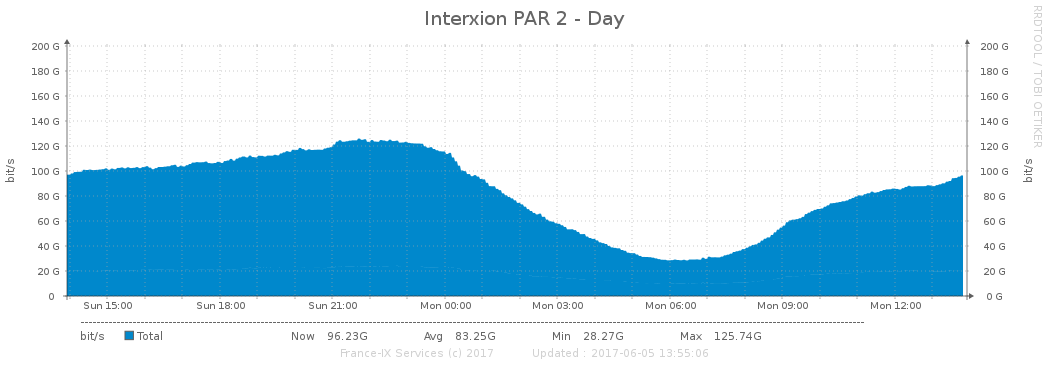 Interxion PAR 2 - Day
RRDTOOL / TOBI OETIKER
bit/s
200 G 200 G
180 G 180 G
160 G 160 G
140 G 140 G
120 G 120 G
100 G 100 G
80 G 80 G
60 G 60 G
40 G 40 G
20 G 20 G
0 0 G
bit/s
Sun 15:00 Sun 18:00 Sun 21:00 Mon 00:00 Mon 03:00 Mon 06:00 Mon 09:00 Mon 12:00
bit/s Total Now 96.23G Avg 83.25G Min 28.27G Max 125.74G
France-IX Services (c) 2017 Updated : 2017-06-05 13:55:06